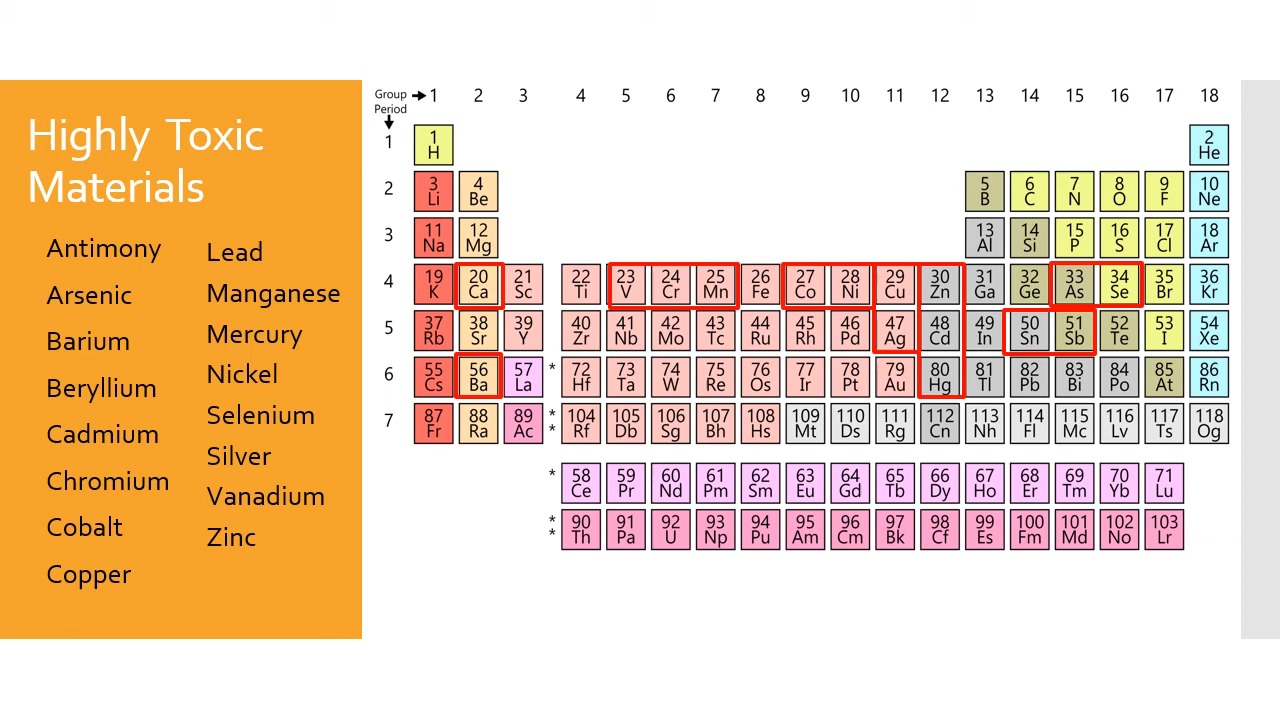 Highly Toxic
Materials
Antimony
Arsenic
Barium
Beryllium
Cadmium
Chromium
Cobalt
Copper
Lead
Manganese
Mercury
Nickel
Selenium
Silver
Vanadium
Zinc
Group 1 2 3 4 5 6 7 8 9 10 11 12 13 14 15 16 17 18
Period
1 1 2
H He
2 3 4 5 6 7 8 9 10
Li Be B C N O F Ne
3 11 12 13 14 15 16 17 18
Na Mg Al Si P S Cl Ar
4 19 20 21 22 23 24 25 26 27 28 29 30 31 32 33 34 35 36
K Ca Sc Ti V Cr Mn Fe Co Ni Cu Zn Ga Ge As Se Br Kr
5 37 38 39 40 41 42 43 44 45 46 47 48 49 50 51 52 53 54
Rb Sr Y Zr Nb Mo Tc Ru Rh Pd Ag Cd In Sn Sb Te I Xe
6 55 56 57 * 72 73 74 75 76 77 78 79 80 81 82 83 84 85 86
Cs Ba La Hf Ta W Re Os Ir Pt Au Hg Tl Pb Bi Po At Rn
7 87 88 89 * 104 105 106 107 108 109 110 111 112 113 114 115 116 117 118
Fr Ra Ac * Rf Db Sg Bh Hs Mt Ds Rg Cn Nh Fl Mc Lv Ts Og
* 58 59 60 61 62 63 64 65 66 67 68 69 70 71
Ce Pr Nd Pm Sm Eu Gd Tb Dy Ho Er Tm Yb Lu
* 90 91 92 93 94 95 96 97 98 99 100 101 102 103
* Th Pa U Np Pu Am Cm Bk Cf Es Fm Md No Lr